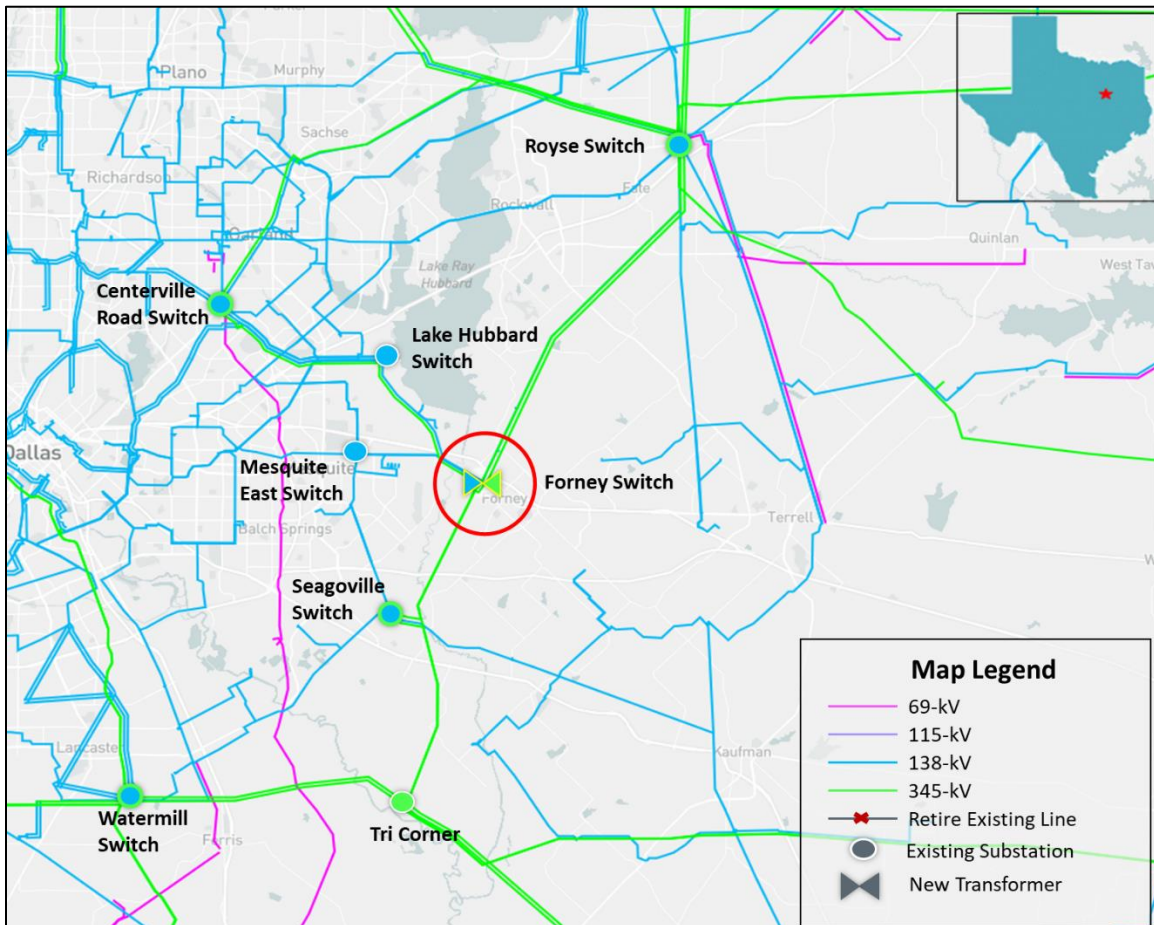 Plano
Murphy
Sachse
Richardson
Royse Switch
Fate
Rockwall
Garland
Quinlan
Lake Ray
Hubbard
Centerville
Road Switch
Lake Hubbard
Switch
Dallas
Mesquite
East Switch
Forney Switch
Forney
Balch Springs
Terrell
Seagoville
Switch
Map Legend
69-kV
115-kV
138-kV
345-kV
Retire Existing Line
Existing Substation
New Transformer
Lancaster
Kaufman
Watermill
Switch
Ferris
Tri Corner